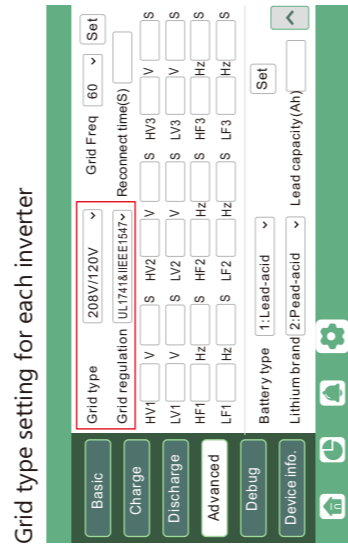 Grid type setting for each inverter
Basic
Charge
Discharge
Advanced
Debug
Device info.
Grid type 208V/120V Grid Freq 60 Set
Grid regulation UL1741&IIEEE1547 Reconnect time(S)
HV1 V S HV2 V S HV3 V S
LV1 V S LV2 V S LV3 V S
HF1 Hz S HF2 Hz S HF3 Hz S
LF1 Hz S LF2 Hz S LF3 Hz S
Battery type 1:Lead-acid Set
Lithium brand 2:Pead-acid Lead capacity(Ah)